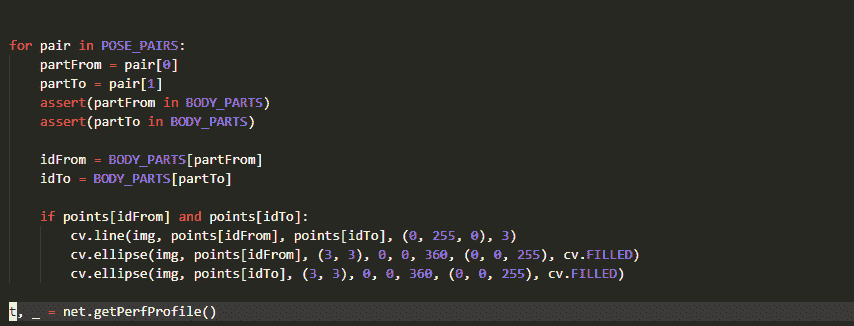 for pair in POSE_PAIRS:
    partFrom = pair[0]
    partTo = pair[1]
    assert(partFrom in BODY_PARTS)
    assert(partTo in BODY_PARTS)

    idFrom = BODY_PARTS[partFrom]
    idTo = BODY_PARTS[partTo]

    if points[idFrom] and points[idTo]:
        cv.line(img, points[idFrom], points[idTo], (0, 255, 0), 3)
        cv.ellipse(img, points[idFrom], (3, 3), 0, 0, 360, (0, 0, 255), cv.FILLED)
        cv.ellipse(img, points[idTo], (3, 3), 0, 0, 360, (0, 0, 255), cv.FILLED)

t, _ = net.getPerfProfile()